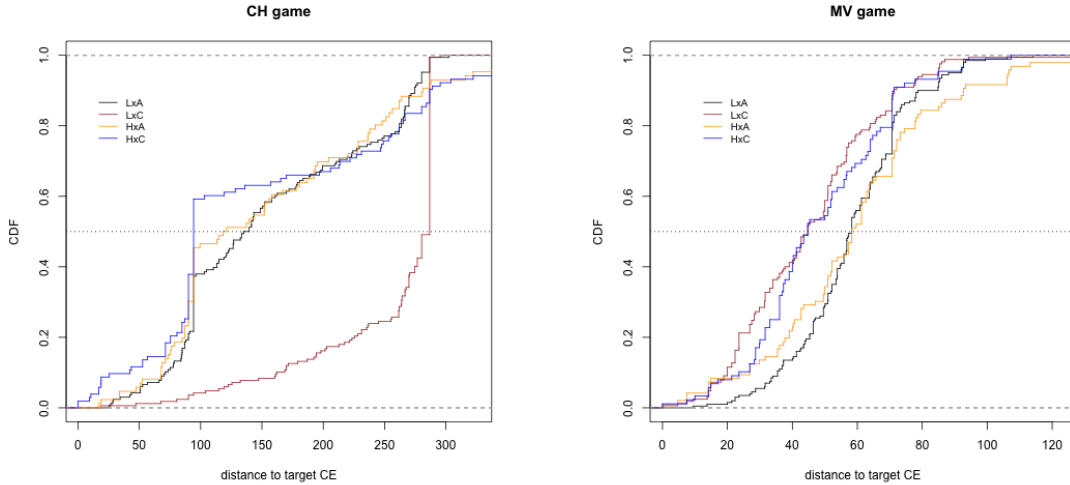 CH game
CDF
1.0
0.8
0.6
0.4
0.2
0.0
LxA
LxC
HxA
HxC
0 50 100 150 200 250 300
distance to target CE
MV game
CDF
1.0
0.8
0.6
0.4
0.2
0.0
LxA
LxC
HxA
HxC
0 20 40 60 80 100 120
distance to target CE